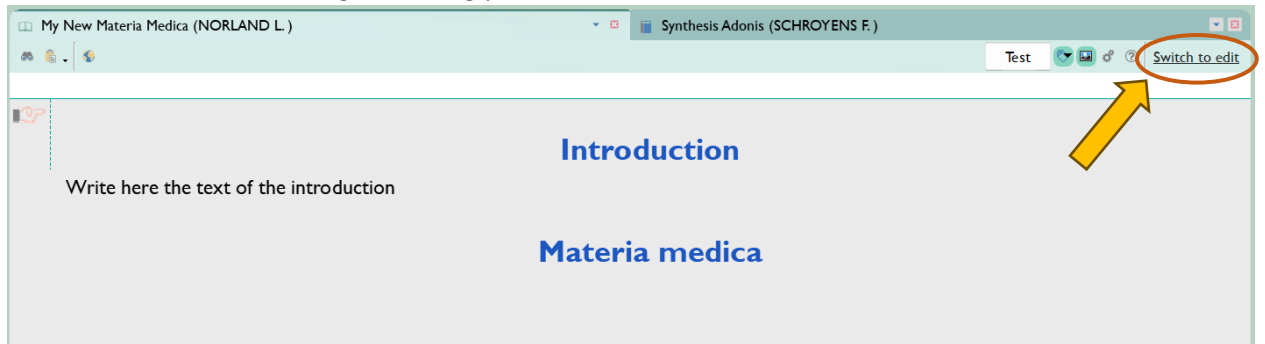 My New Materia Medica (NORLAND L. )
Synthesis Adonis (SCHROYENS F. )
Test
Switch to edit
Introduction
Write here the text of the introduction
Materia medica